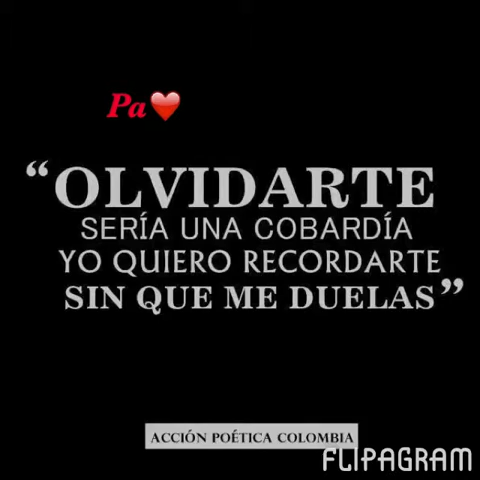 Pa❤️
“OLVIDARTE
SERÍA UNA COBARDÍA
YO QUIERO RECORDARTE
SIN QUE ME DUELAS”
ACCIÓN POÉTICA COLOMBIA
FLIPAGRAM